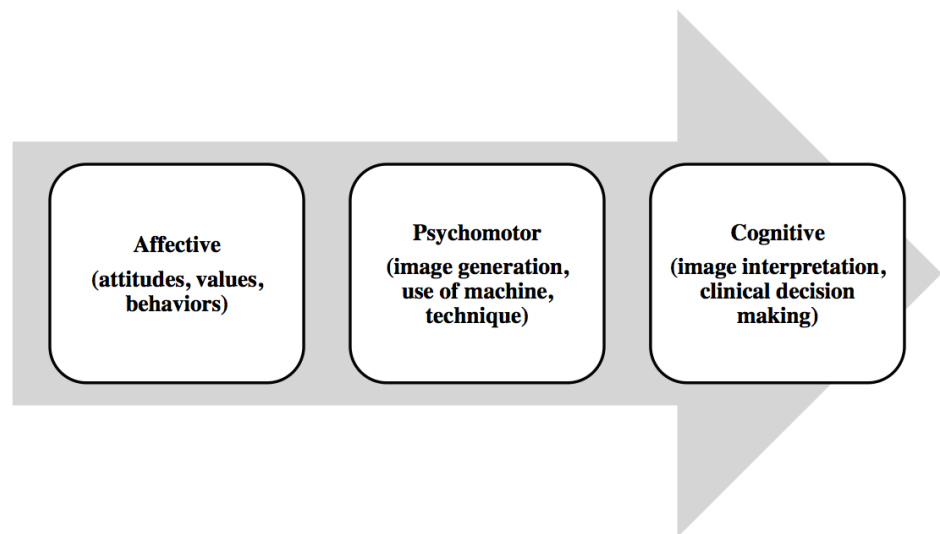 Affective
(attitudes, values,
behaviors)
Psychomotor
(image generation,
use of machine,
technique)
Cognitive
(image interpretation,
clinical decision
making)